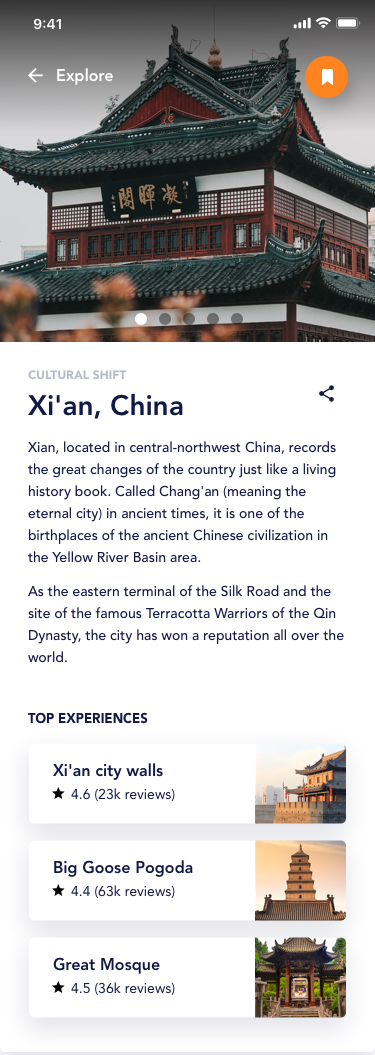 9:41
Explore
凝暉閣
CULTURAL SHIFT
Xi'an, China
Xian, located in central-northwest China, records
the great changes of the country just like a living
history book. Called Chang'an (meaning the
eternal city) in ancient times, it is one of the
birthplaces of the ancient Chinese civilization in
the Yellow River Basin area.
As the eastern terminal of the Silk Road and the
site of the famous Terracotta Warriors of the Qin
Dynasty, the city has won a reputation all over the
world.
TOP EXPERIENCES
Xi'an city walls
4.6 (23k reviews)
Big Goose Pogoda
4.4 (63k reviews)
Great Mosque
4.5 (36k reviews)